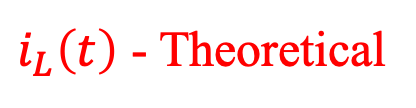 i_L(t) - Theoretical